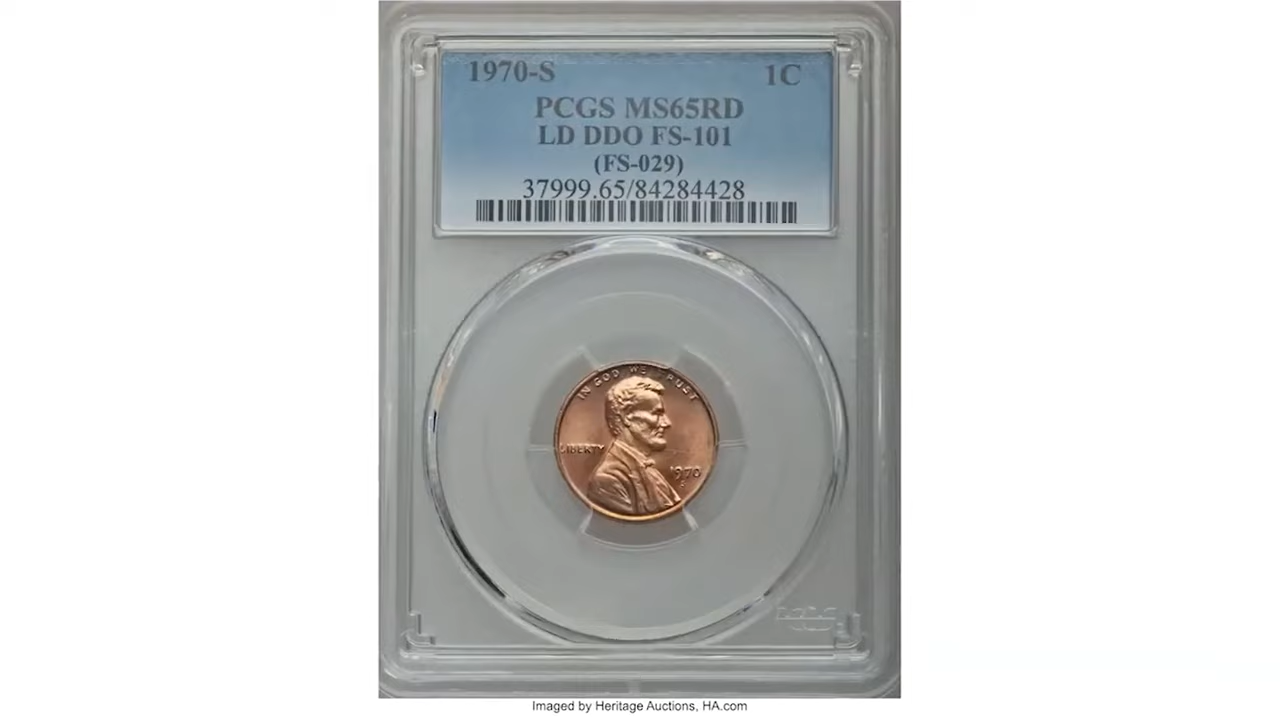 1970-S 1C
PCGS MS65RD
LD DDO FS-101
(FS-029)
37999.65/84284428
IN GOD WE TRUST
LIBERTY
1970
S
PCGS
Imaged by Heritage Auctions, HA.com